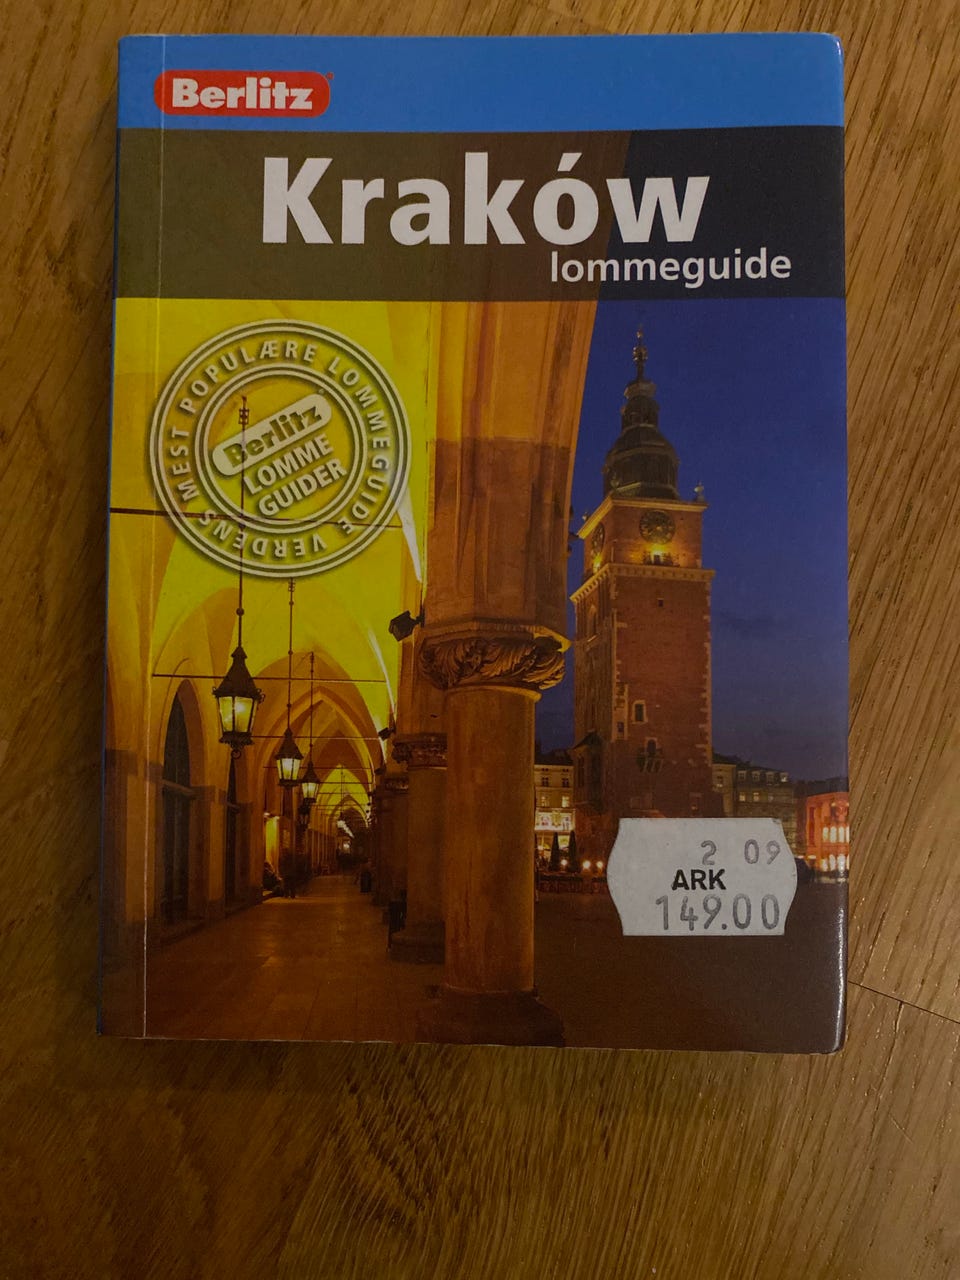 Berlitz
Kraków
lommeguide
VERDENS MEST POPULÆRE LOMMEGUIDE
Berlitz
LOMME
GUIDER
2 09
ARK
149.00